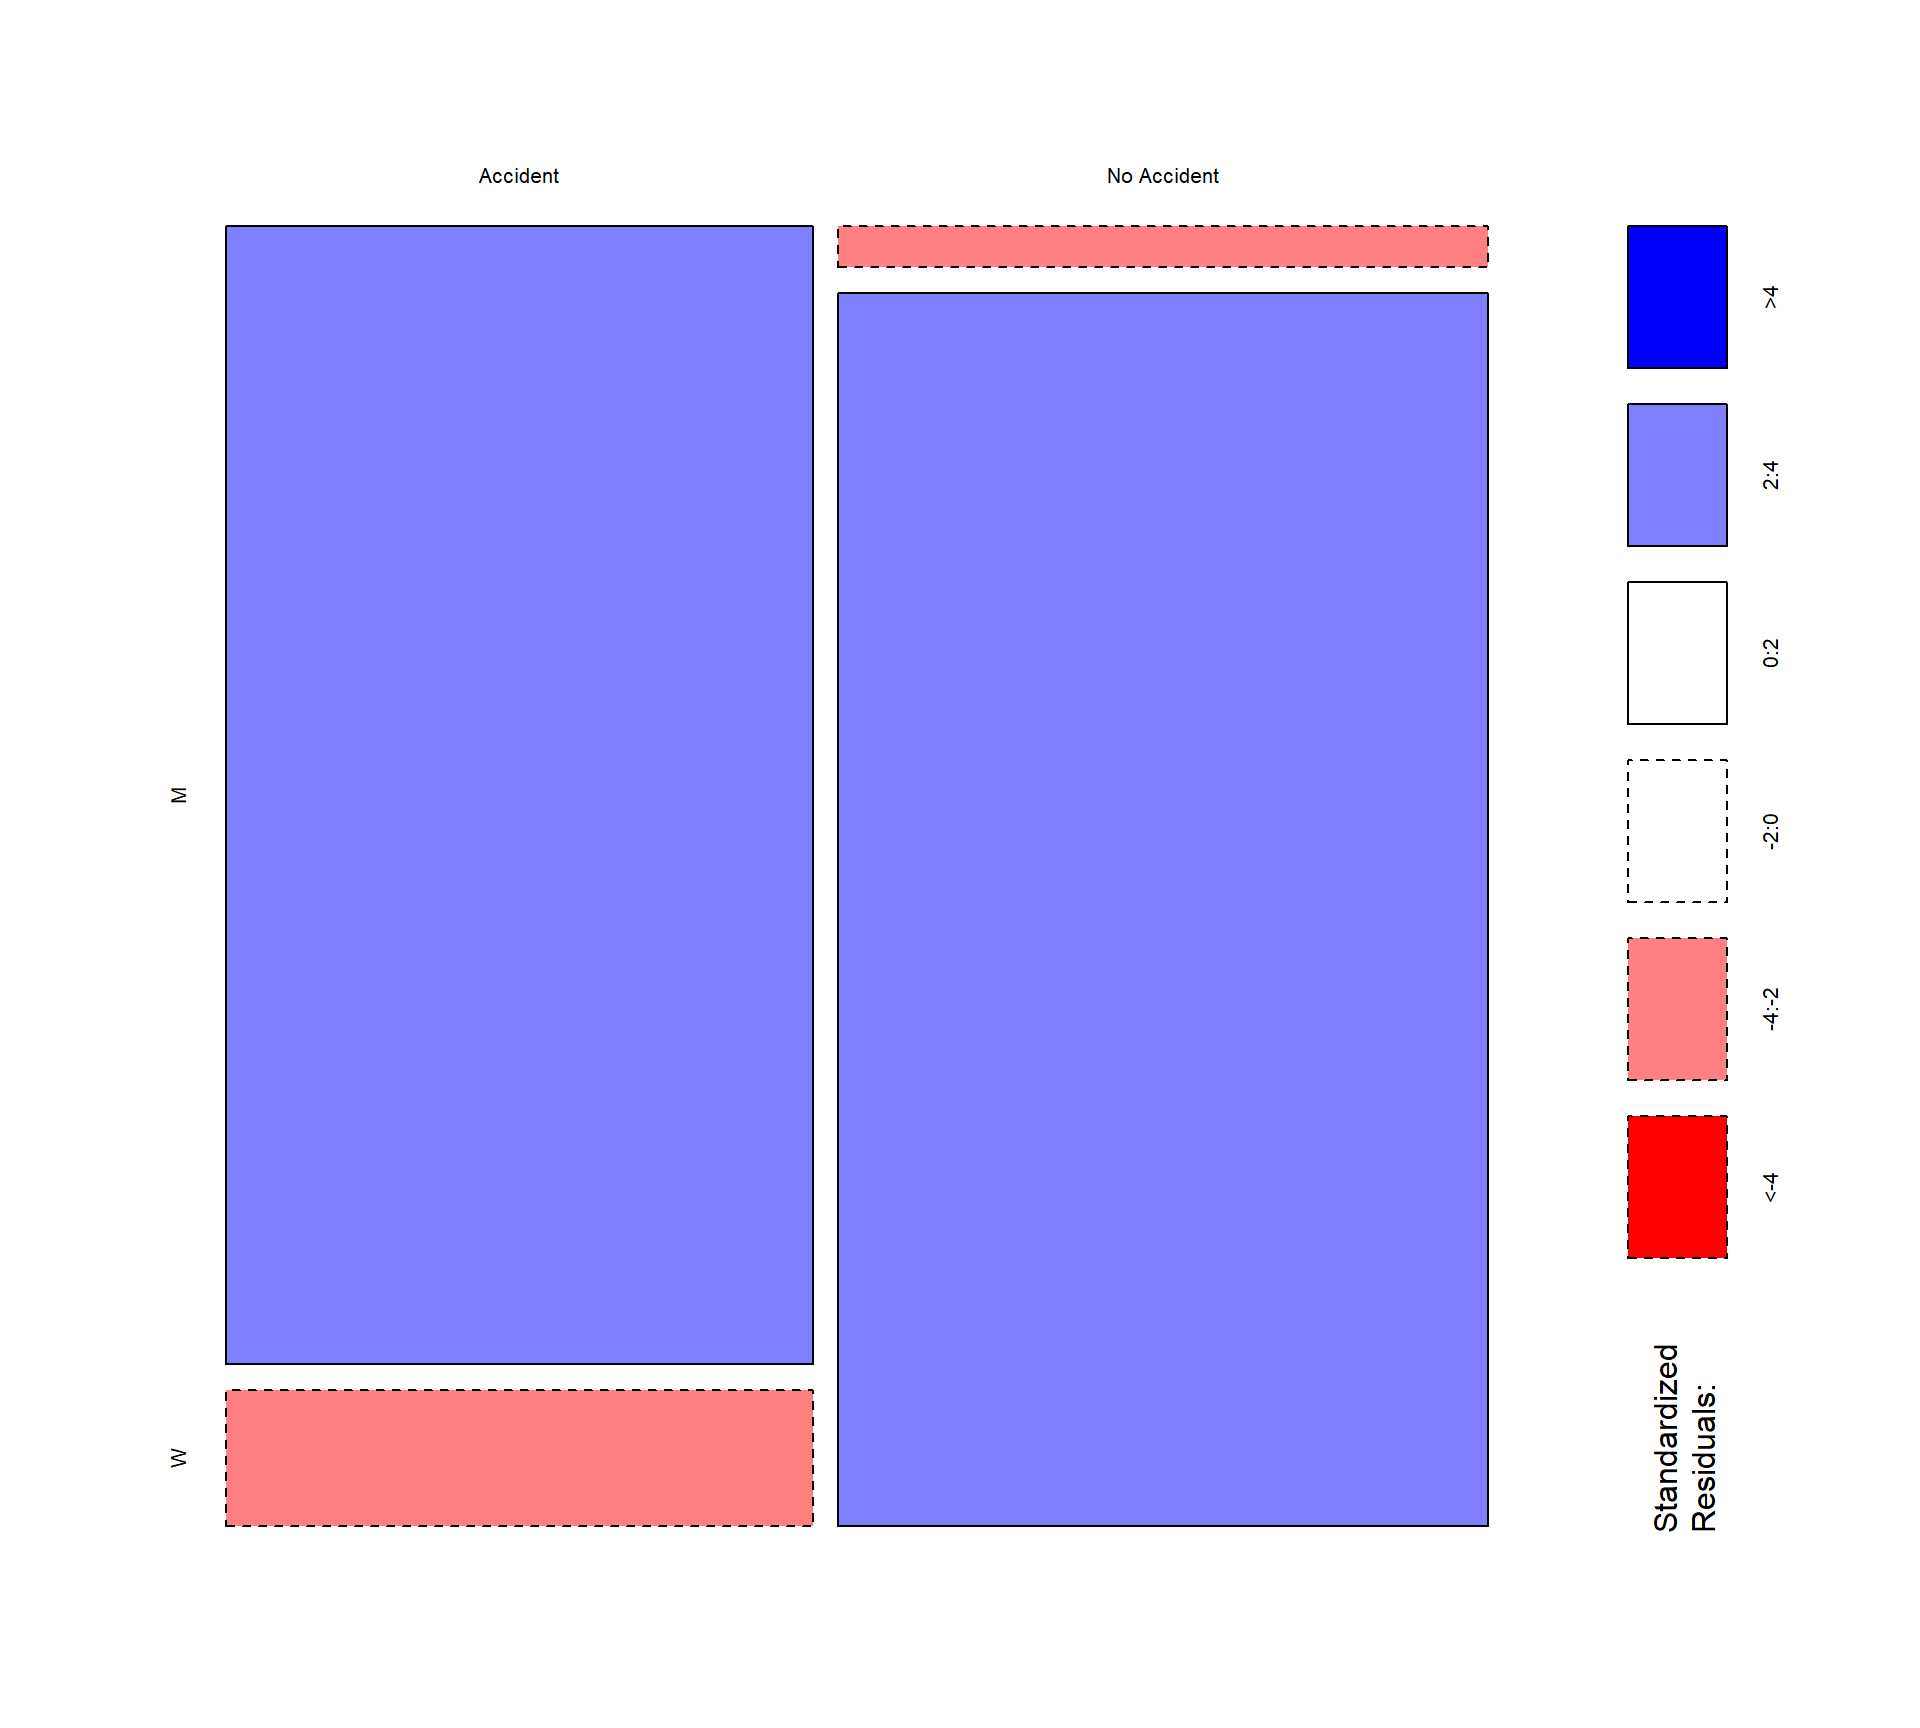 Accident
No Accident
M
W
>4
2:4
0:2
-2:0
-4:-2
<-4
Standardized
Residuals: